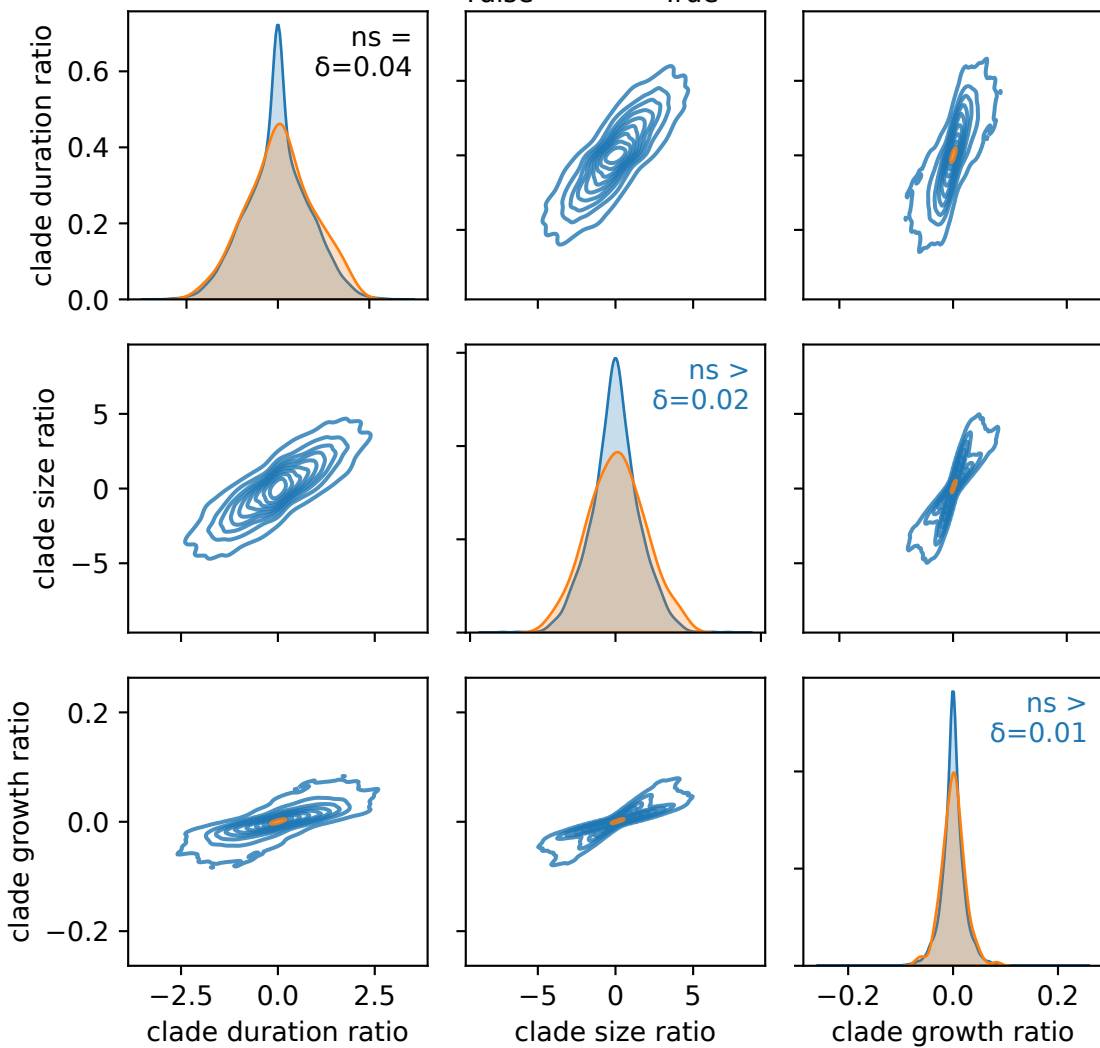 clade duration ratio
0.6
0.4
0.2
0.0
ns =
δ=0.04
clade size ratio
5
0
−5
ns >
δ=0.02
clade growth ratio
0.2
0.0
−0.2
ns >
δ=0.01
−2.5 0.0 2.5
−5 0 5
−0.2 0.0 0.2
clade duration ratio
clade size ratio
clade growth ratio